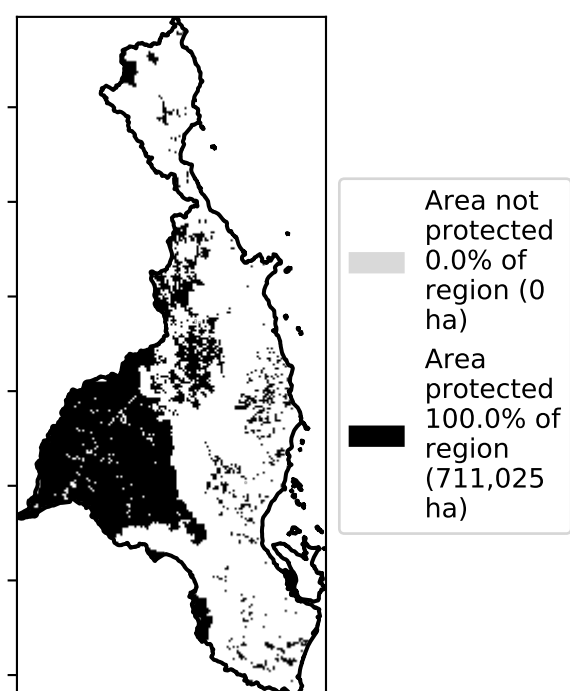 Area not
protected
0.0% of
region (0
ha)
Area
protected
100.0% of
region
(711,025
ha)